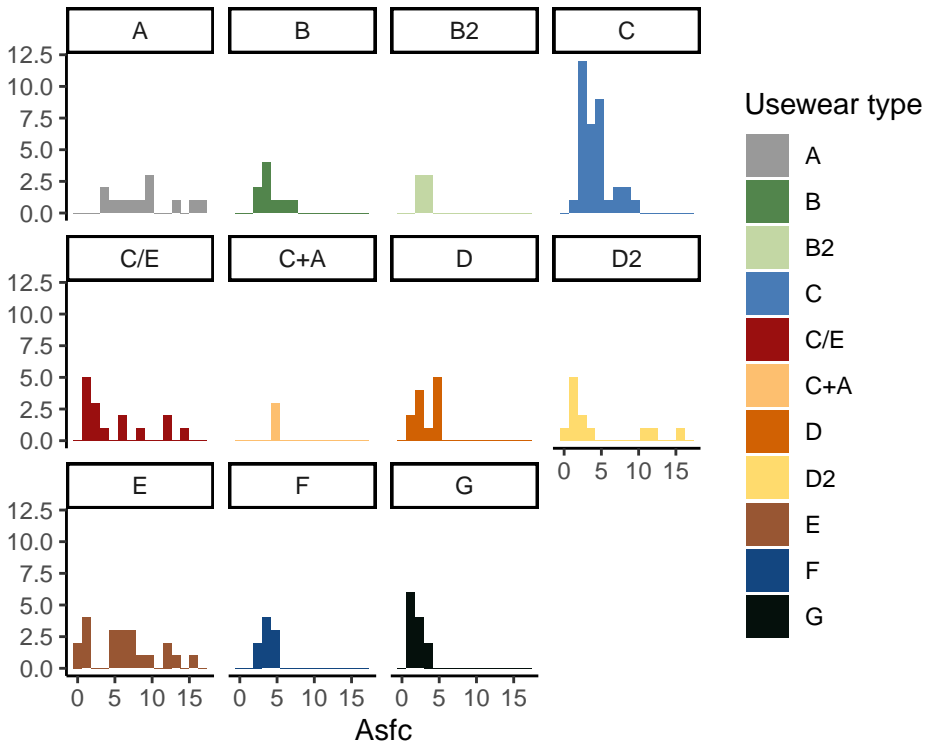 A B B2 C
12.5
10.0
7.5
5.0
2.5
0.0
C/E C+A D D2
12.5
10.0
7.5
5.0
2.5
0.0
0 5 10 15
E F G
12.5
10.0
7.5
5.0
2.5
0.0
0 5 10 15 0 5 10 15 0 5 10 15
Asfc
Usewear type
A
B
B2
C
C/E
C+A
D
D2
E
F
G